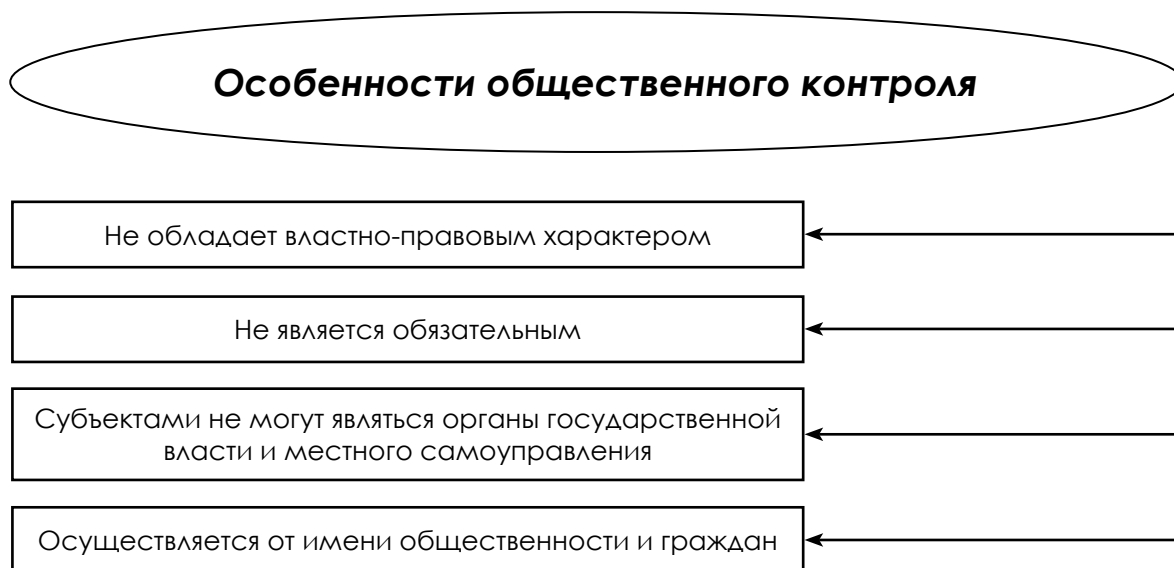 Особенности общественного контроля
Не обладает властно-правовым характером
Не является обязательным
Субъектами не могут являться органы государственной
власти и местного самоуправления
Осуществляется от имени общественности и граждан